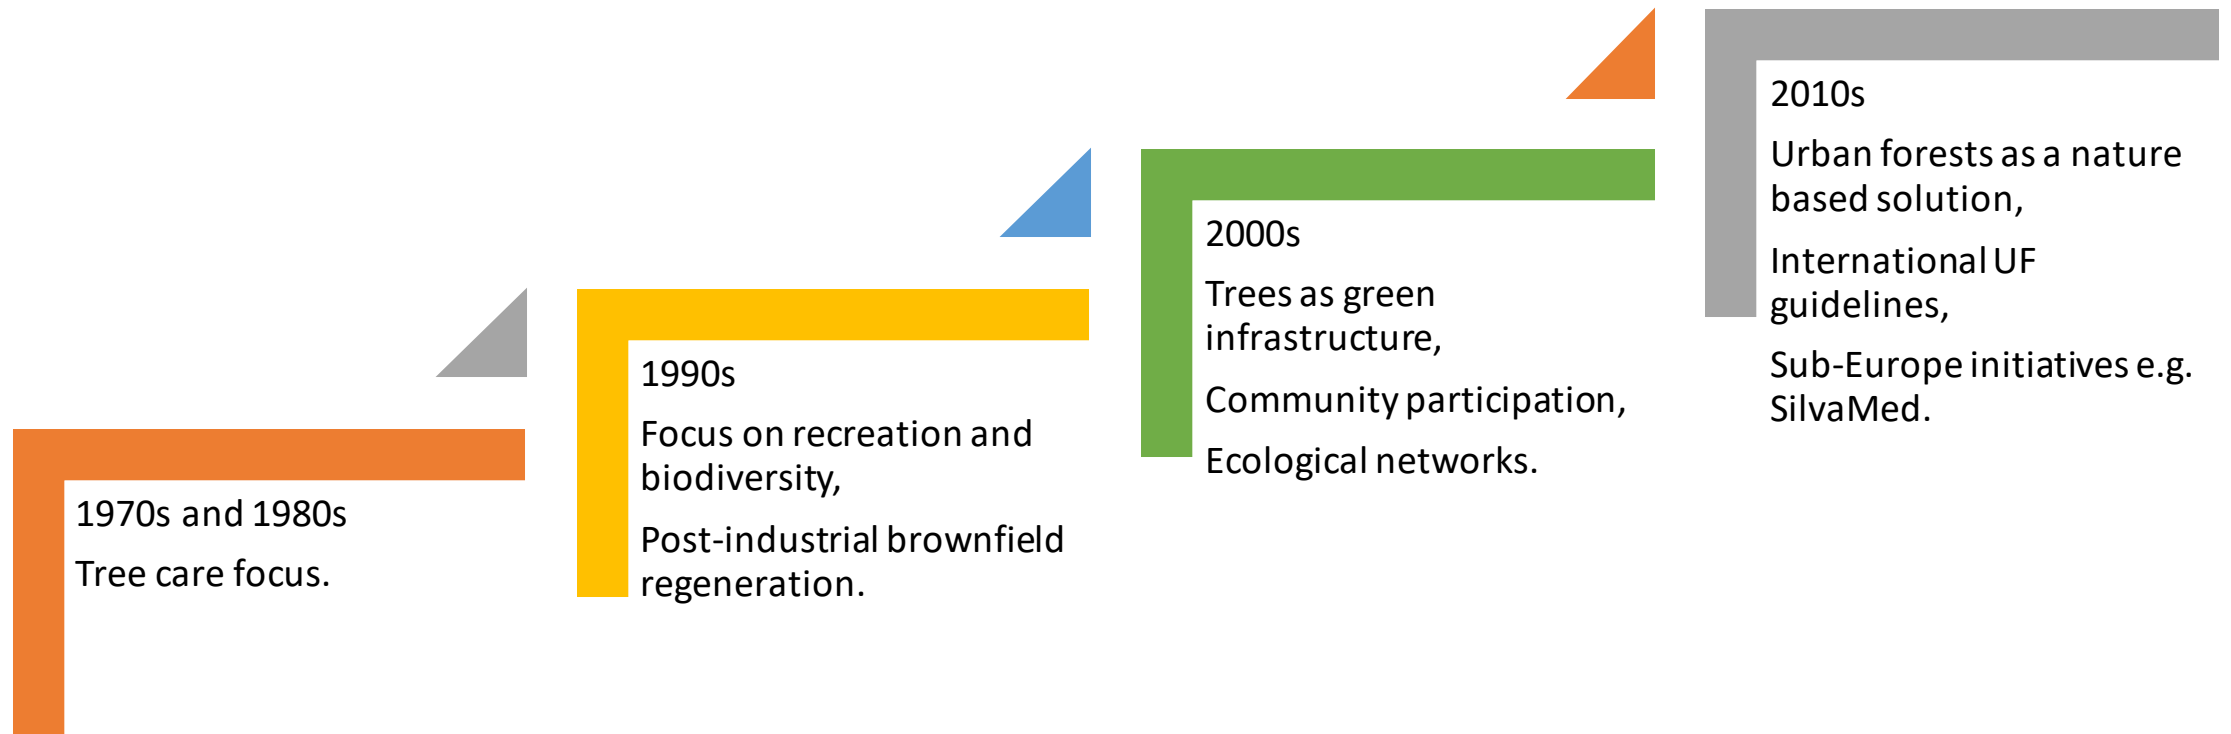 1970s and 1980s
Tree care focus.
1990s
Focus on recreation and
biodiversity,
Post-industrial brownfield
regeneration.
2000s
Trees as green
infrastructure,
Community participation,
Ecological networks.
2010s
Urban forests as a nature
based solution,
International UF
guidelines,
Sub-Europe initiatives e.g.
SilvaMed.